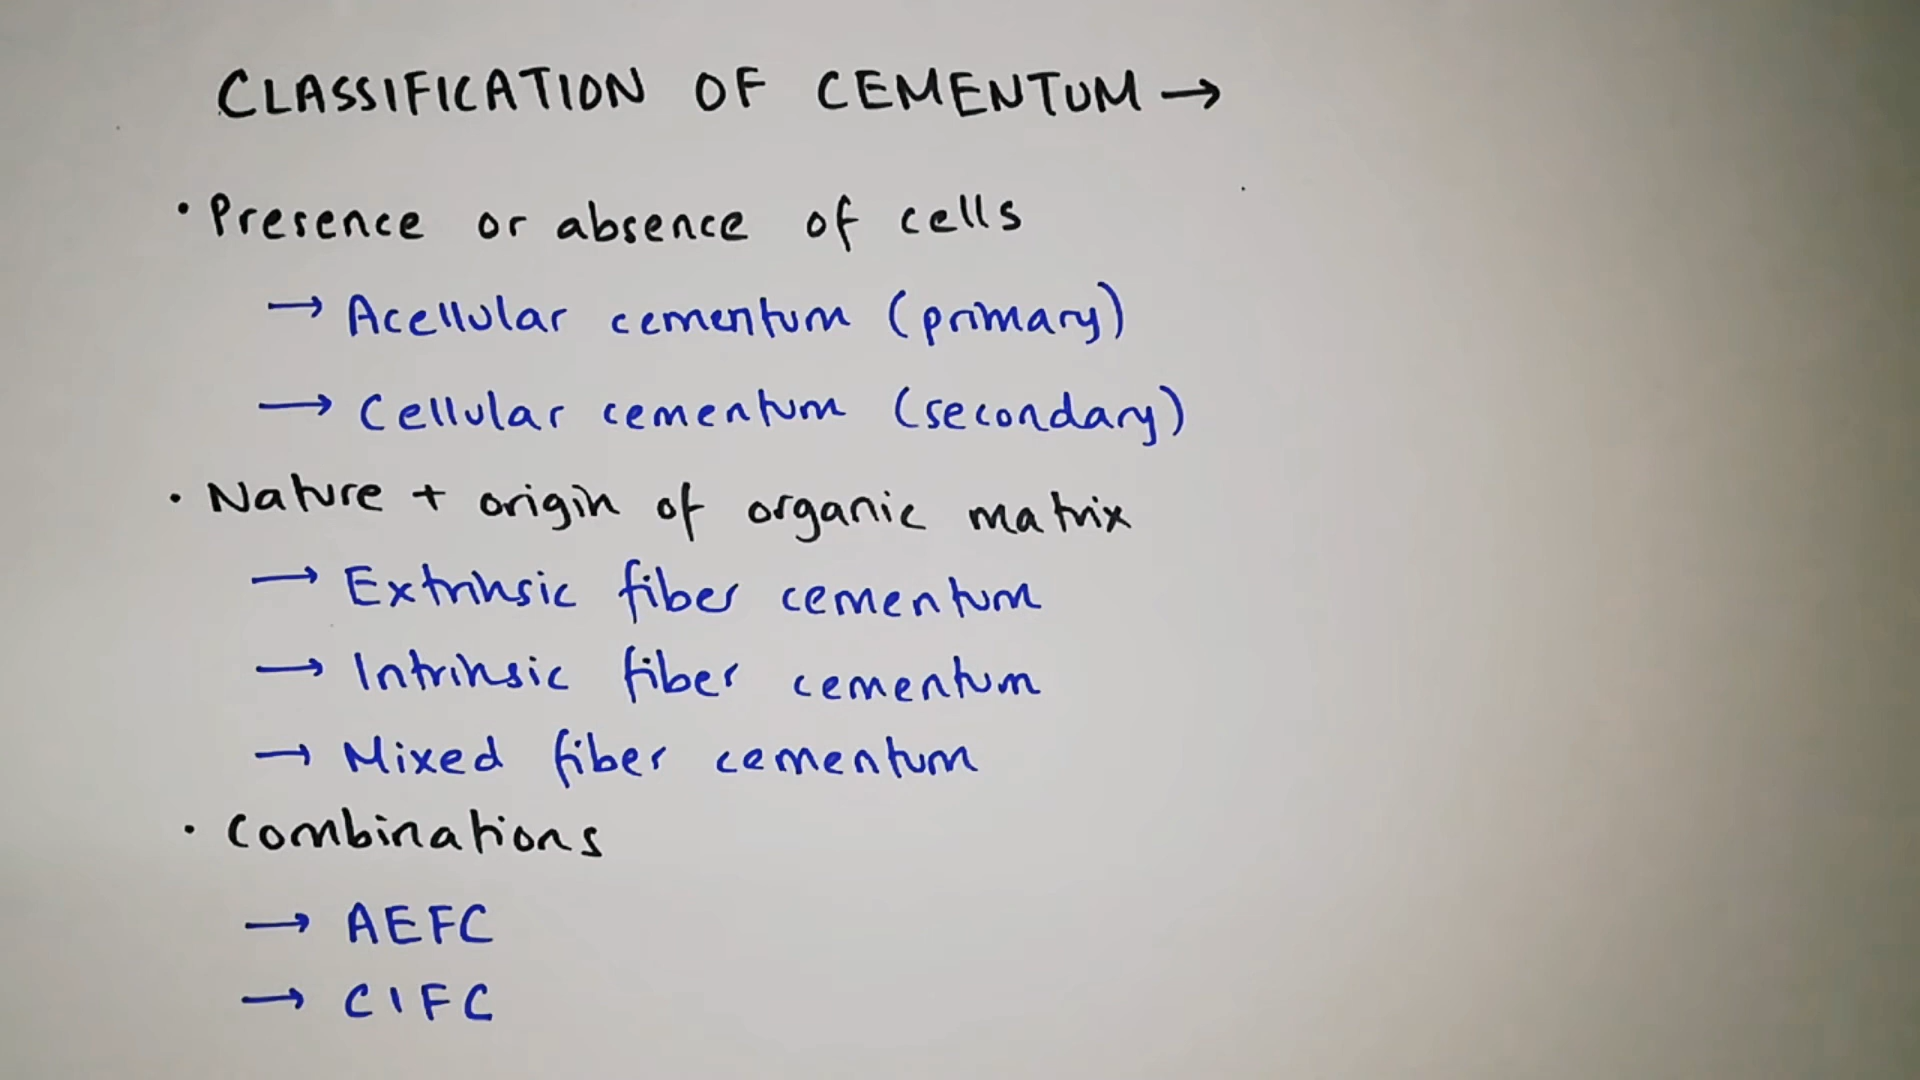 CLASSIFICATION OF CEMENTUM →
• Presence or absence of cells
→ Acellular cementum (primary)
→ Cellular cementum (secondary)
• Nature + origin of organic matrix
→ Extrinsic fiber cementum
→ Intrinsic fiber cementum
→ Mixed fiber cementum
• Combinations
→ AEFC
→ CIFC